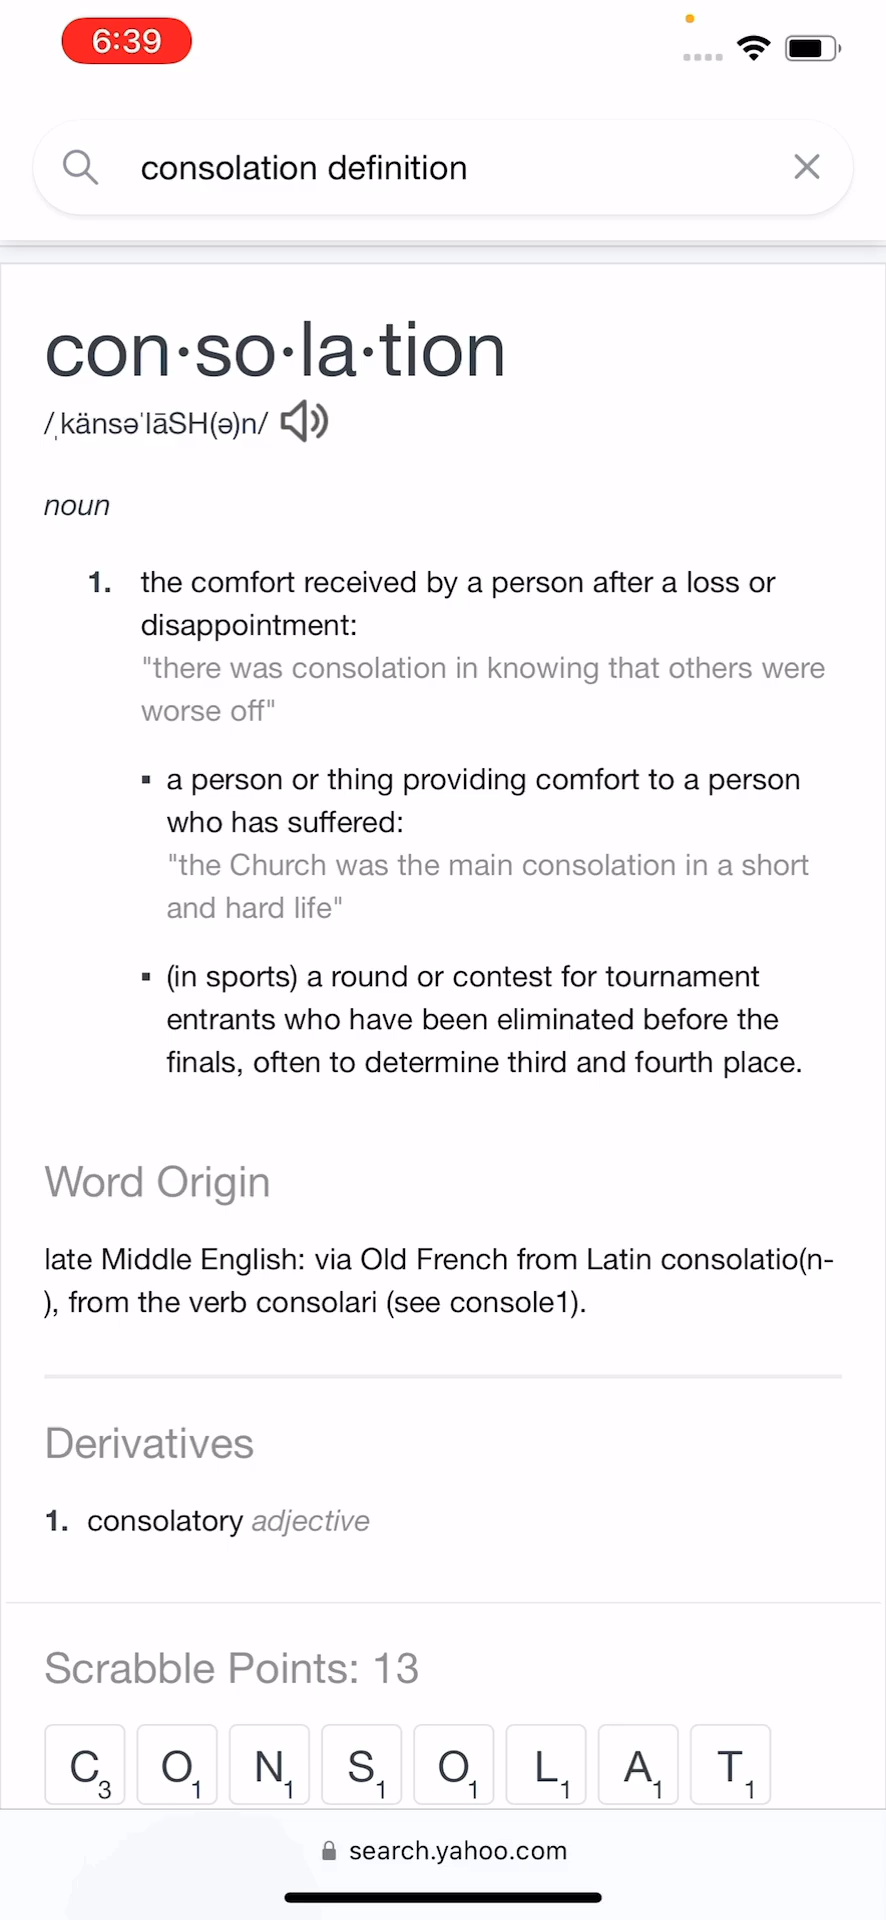 6:39
consolation definition
con·so·la·tion
/ˌkänsəˈlāSH(ə)n/
noun
1. the comfort received by a person after a loss or
disappointment:
"there was consolation in knowing that others were
worse off"
▪ a person or thing providing comfort to a person
who has suffered:
"the Church was the main consolation in a short
and hard life"
▪ (in sports) a round or contest for tournament
entrants who have been eliminated before the
finals, often to determine third and fourth place.
Word Origin
late Middle English: via Old French from Latin consolatio(n-
), from the verb consolari (see console1).
Derivatives
1. consolatory adjective
Scrabble Points: 13
C3 O1 N1 S1 O1 L1 A1 T1
search.yahoo.com